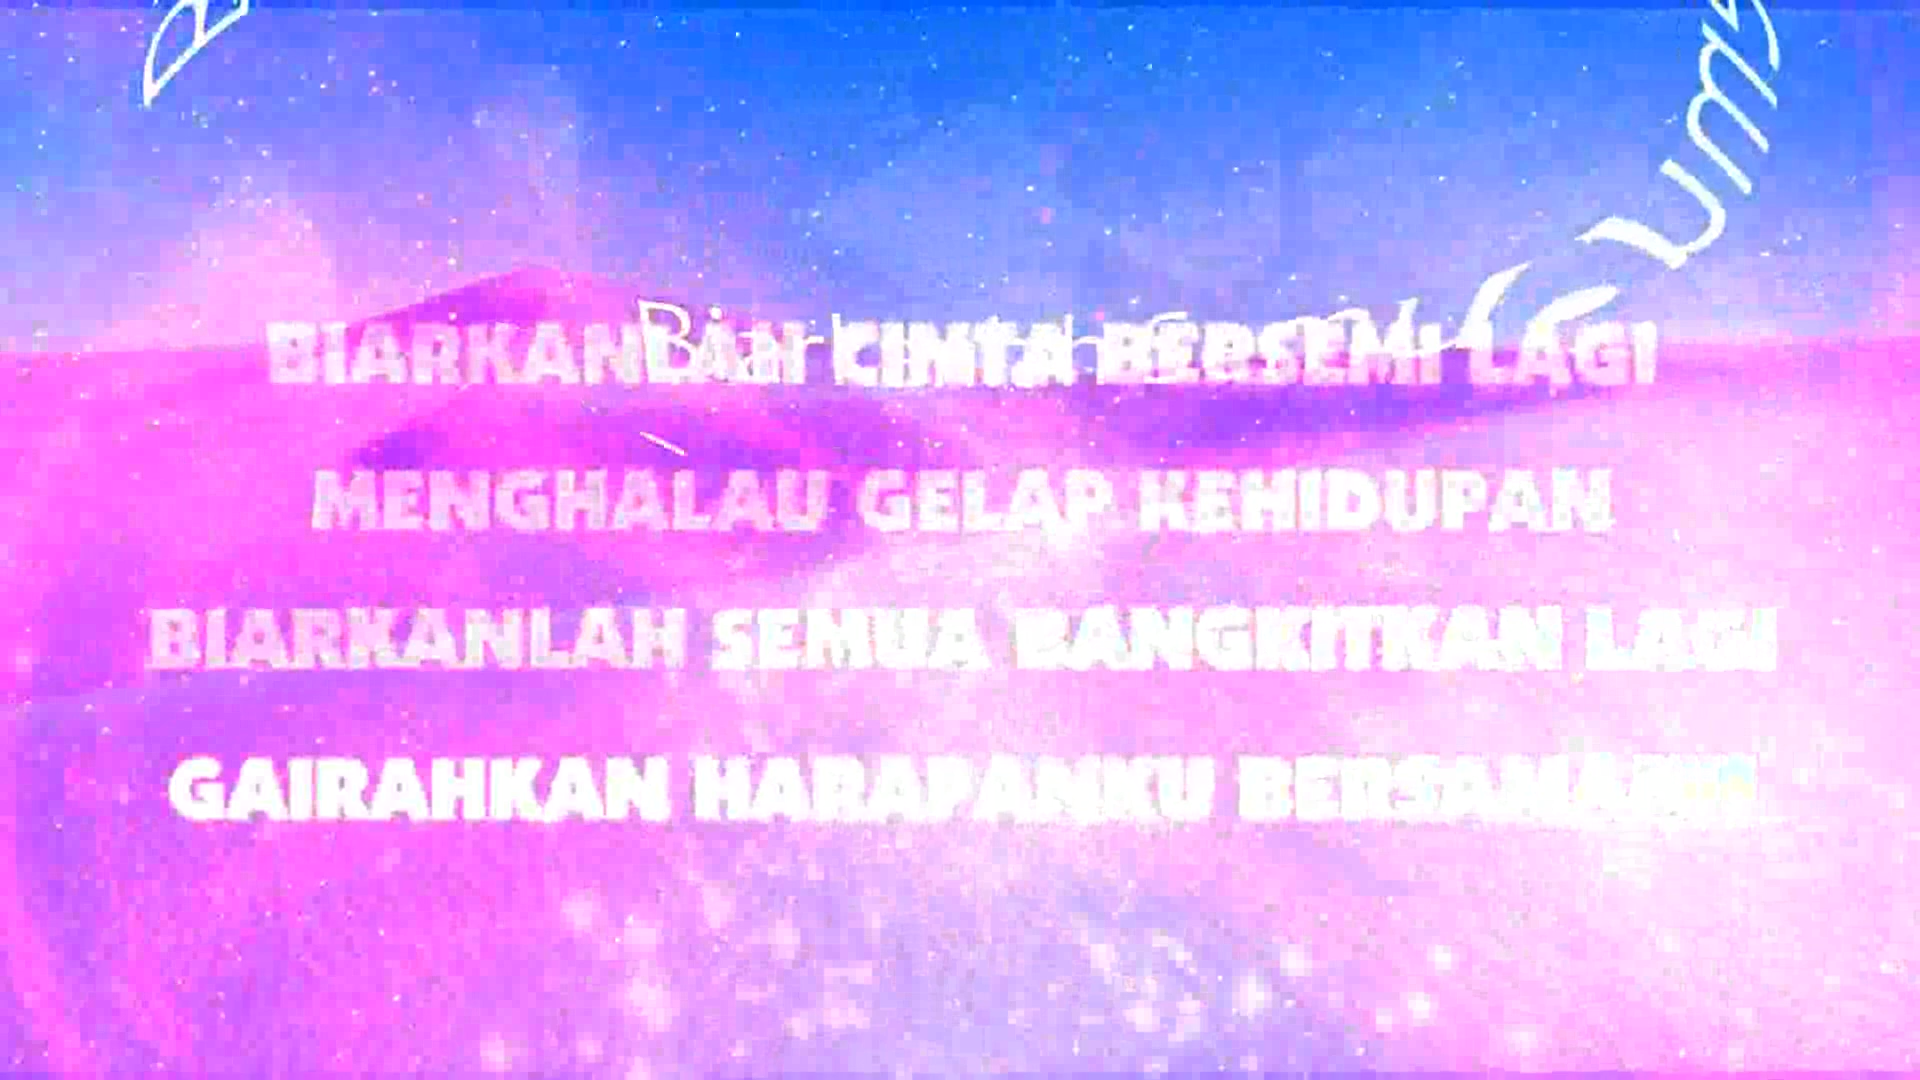 BIARKANLAH CINTA BERSEMI LAGI
MENGHALAU GELAP KEHIDUPAN
BIARKANLAH SEMUA BANGKITKAN LAGI
GAIRAHKAN HARAPANKU